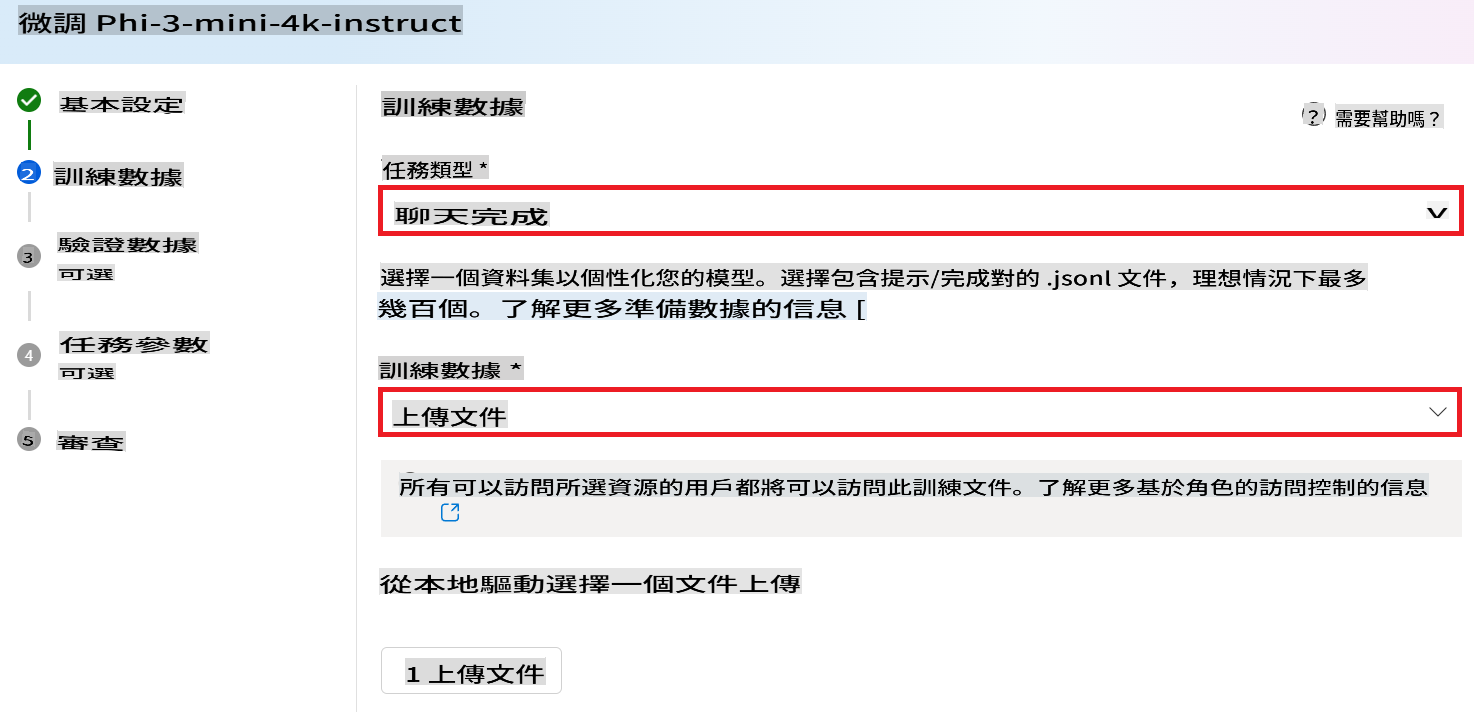 微調 Phi-3-mini-4k-instruct
基本設定
2 訓練數據
3 驗證數據
可選
4 任務參數
可選
5 審查
訓練數據
? 需要幫助嗎？
任務類型 *
聊天完成
選擇一個資料集以個性化您的模型。選擇包含提示/完成對的 .jsonl 文件，理想情況下最多
幾百個。了解更多準備數據的信息 [
訓練數據 *
上傳文件
所有可以訪問所選資源的用戶都將可以訪問此訓練文件。了解更多基於角色的訪問控制的信息
從本地驅動選擇一個文件上傳
1 上傳文件